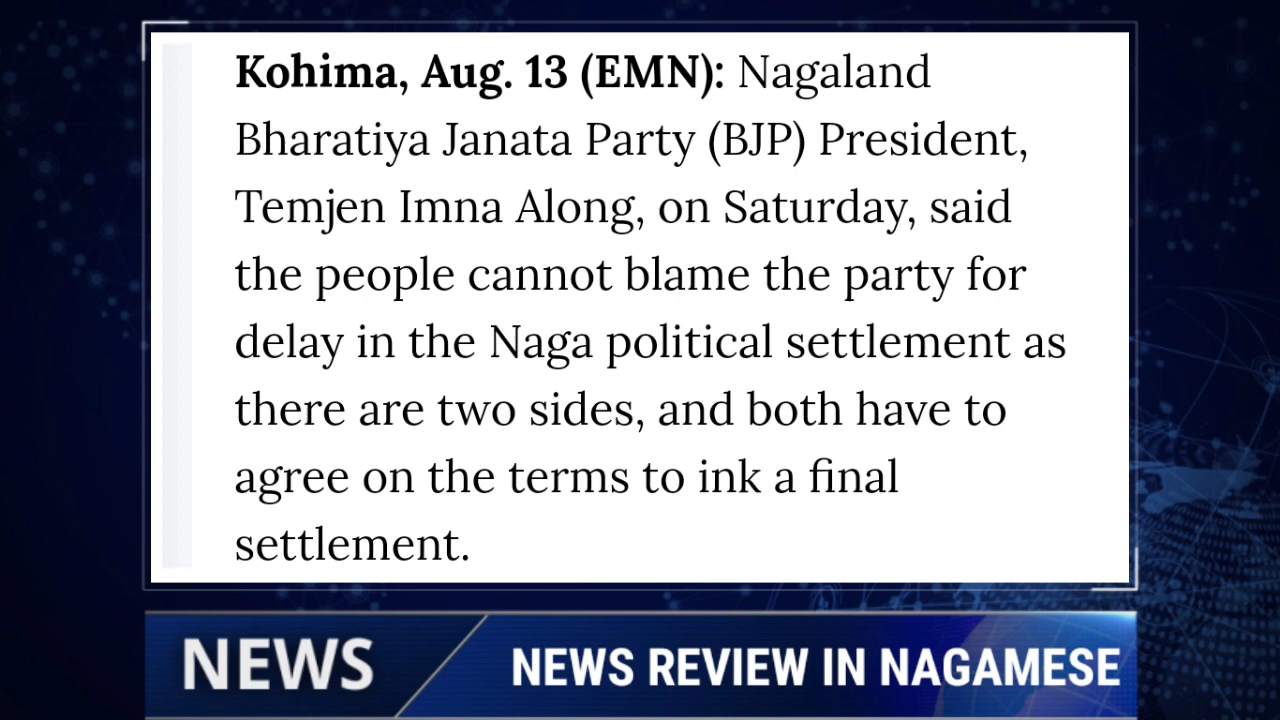 Kohima, Aug. 13 (EMN): Nagaland
Bharatiya Janata Party (BJP) President,
Temjen Imna Along, on Saturday, said
the people cannot blame the party for
delay in the Naga political settlement as
there are two sides, and both have to
agree on the terms to ink a final
settlement.
NEWS
NEWS REVIEW IN NAGAMESE